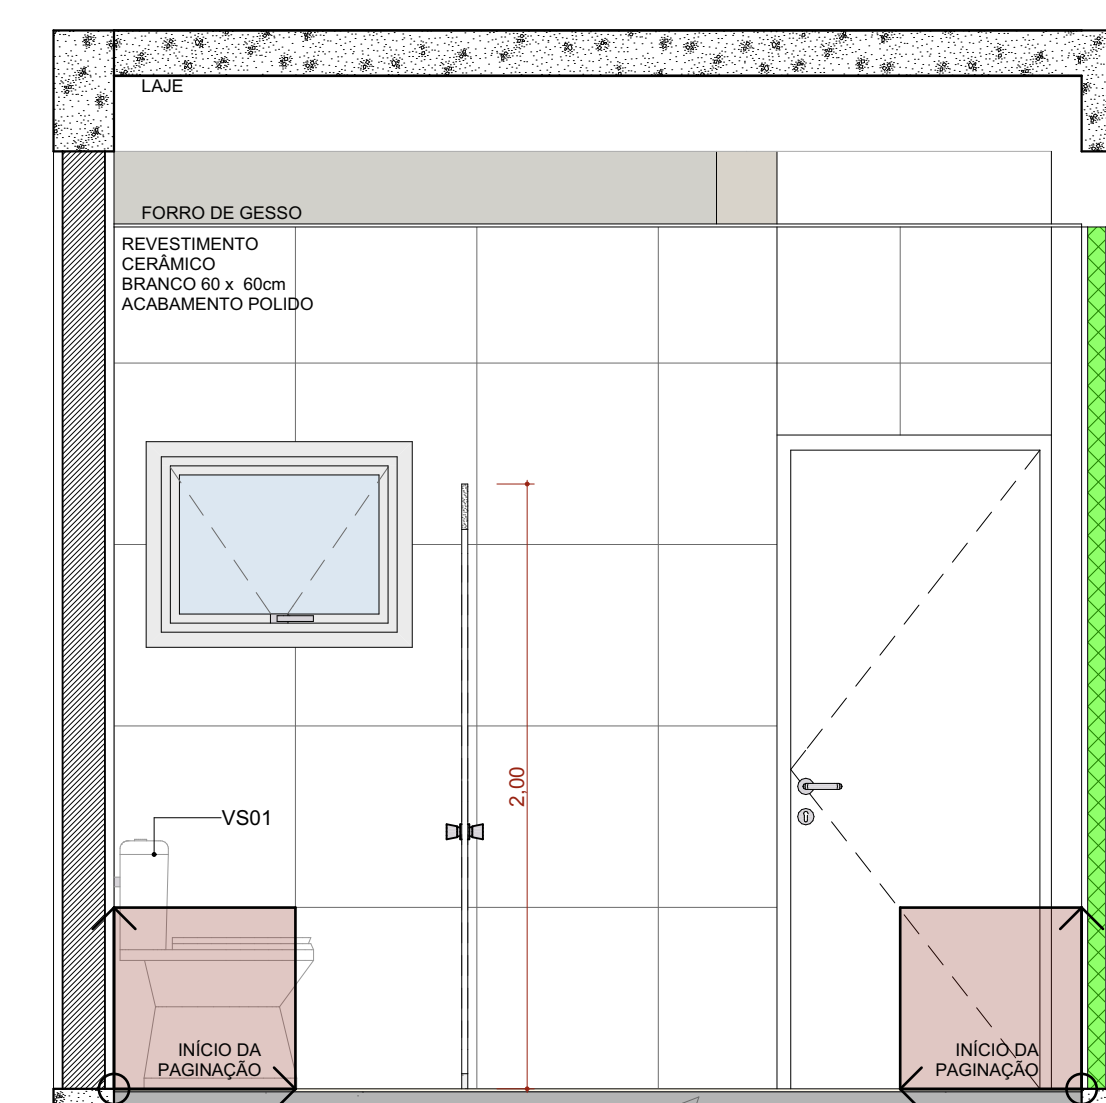 LAJE
FORRO DE GESSO
REVESTIMENTO
CERÂMICO
BRANCO 60 x  60cm
ACABAMENTO POLIDO
2,00
VS01
INÍCIO DA
PAGINAÇÃO
INÍCIO DA
PAGINAÇÃO